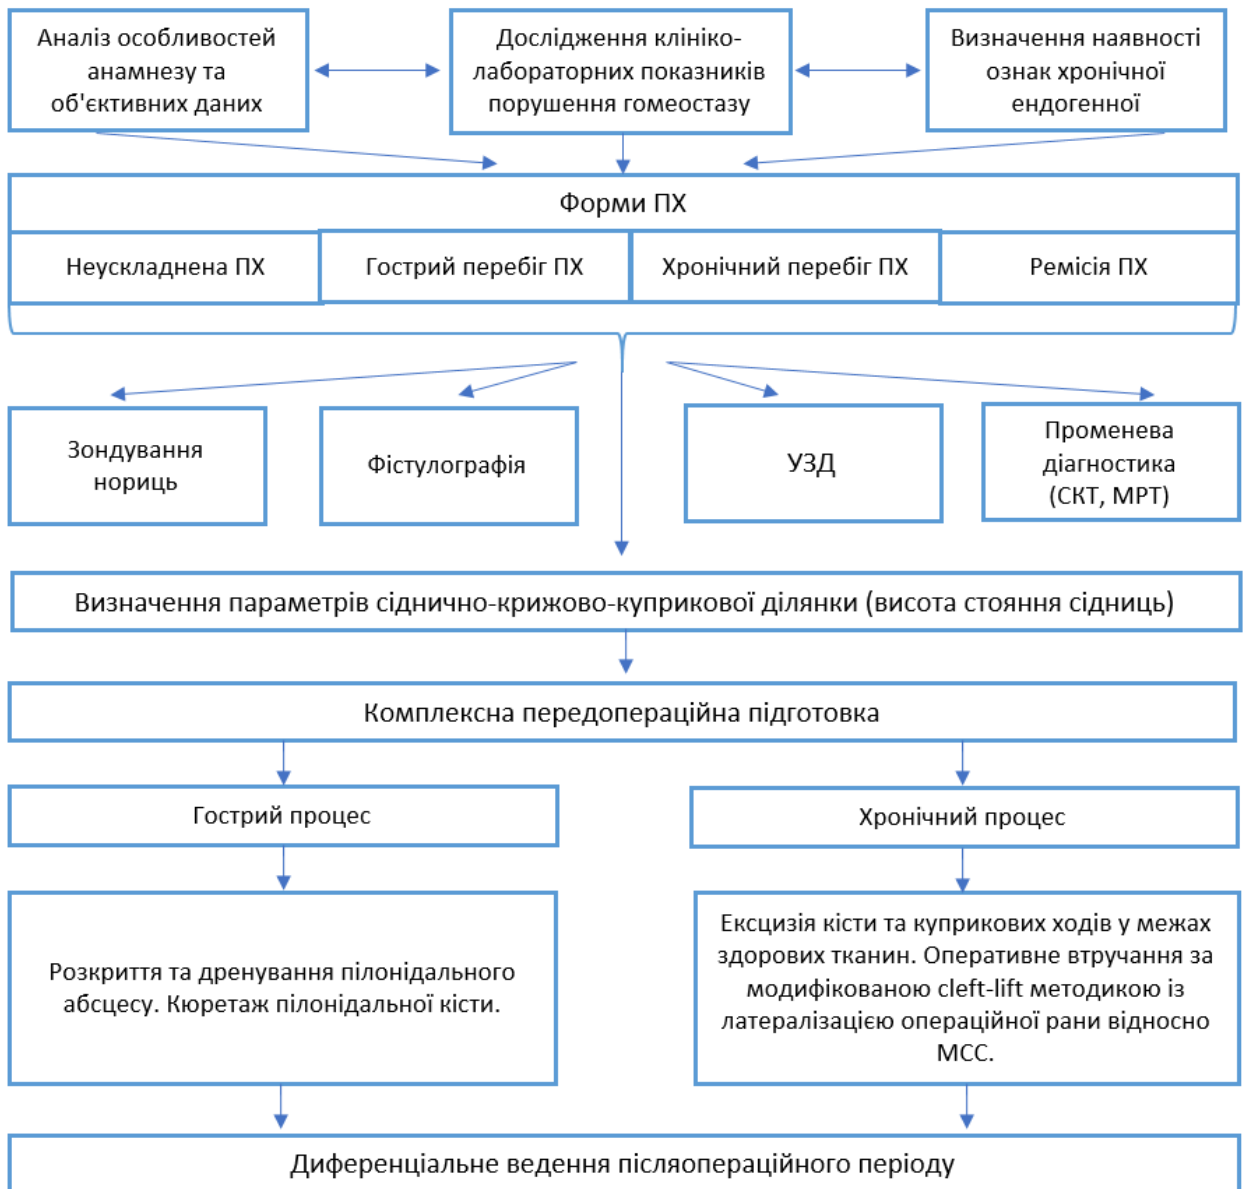 Аналіз особливостей
анамнезу та
об'єктивних даних
Дослідження клініко-
лабораторних показників
порушення гомеостазу
Визначення наявності
ознак хронічної
ендогенної
Форми ПХ
Неускладнена ПХ
Гострий перебіг ПХ
Хронічний перебіг ПХ
Ремісія ПХ
Зондування
нориць
Фістулографія
УЗД
Променева
діагностика
(СКТ, МРТ)
Визначення параметрів сіднично-крижово-куприкової ділянки (висота стояння сідниць)
Комплексна передопераційна підготовка
Гострий процес
Хронічний процес
Розкриття та дренування пілонідального
абсцесу. Кюретаж пілонідальної кісти.
Ексцизія кісти та куприкових ходів у межах
здорових тканин. Оперативне втручання за
модифікованою cleft-lift методикою із
латералізацією операційної рани відносно
МСС.
Диференціальне ведення післяопераційного періоду